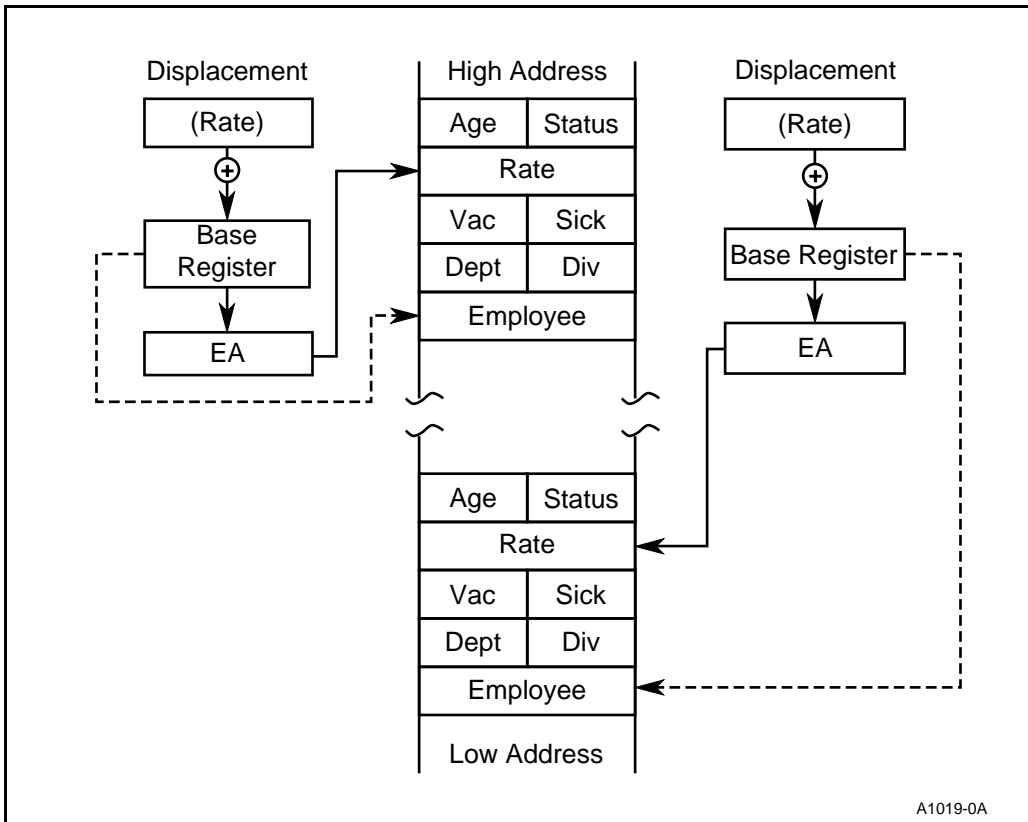 Displacement
High Address
Displacement
(Rate)
Age
Status
(Rate)
+
Rate
+
Base
Register
Vac
Sick
Base Register
Dept
Div
EA
Employee
EA
Age
Status
Rate
Vac
Sick
Dept
Div
Employee
Low Address
A1019-0A